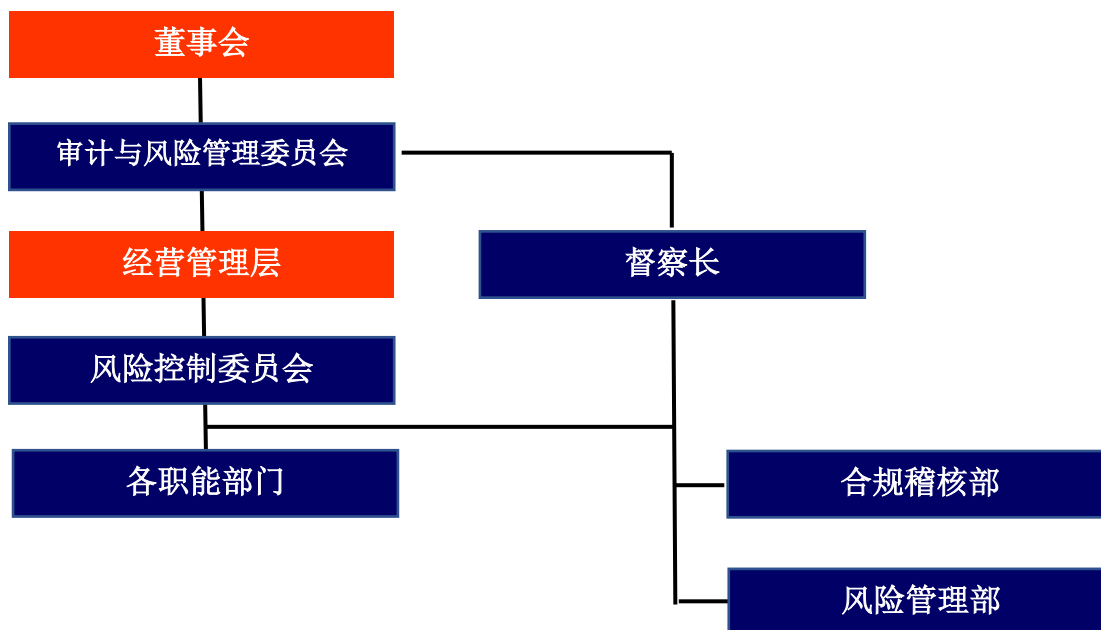 董事会
审计与风险管理委员会
经营管理层
督察长
风险控制委员会
各职能部门
合规稽核部
风险管理部